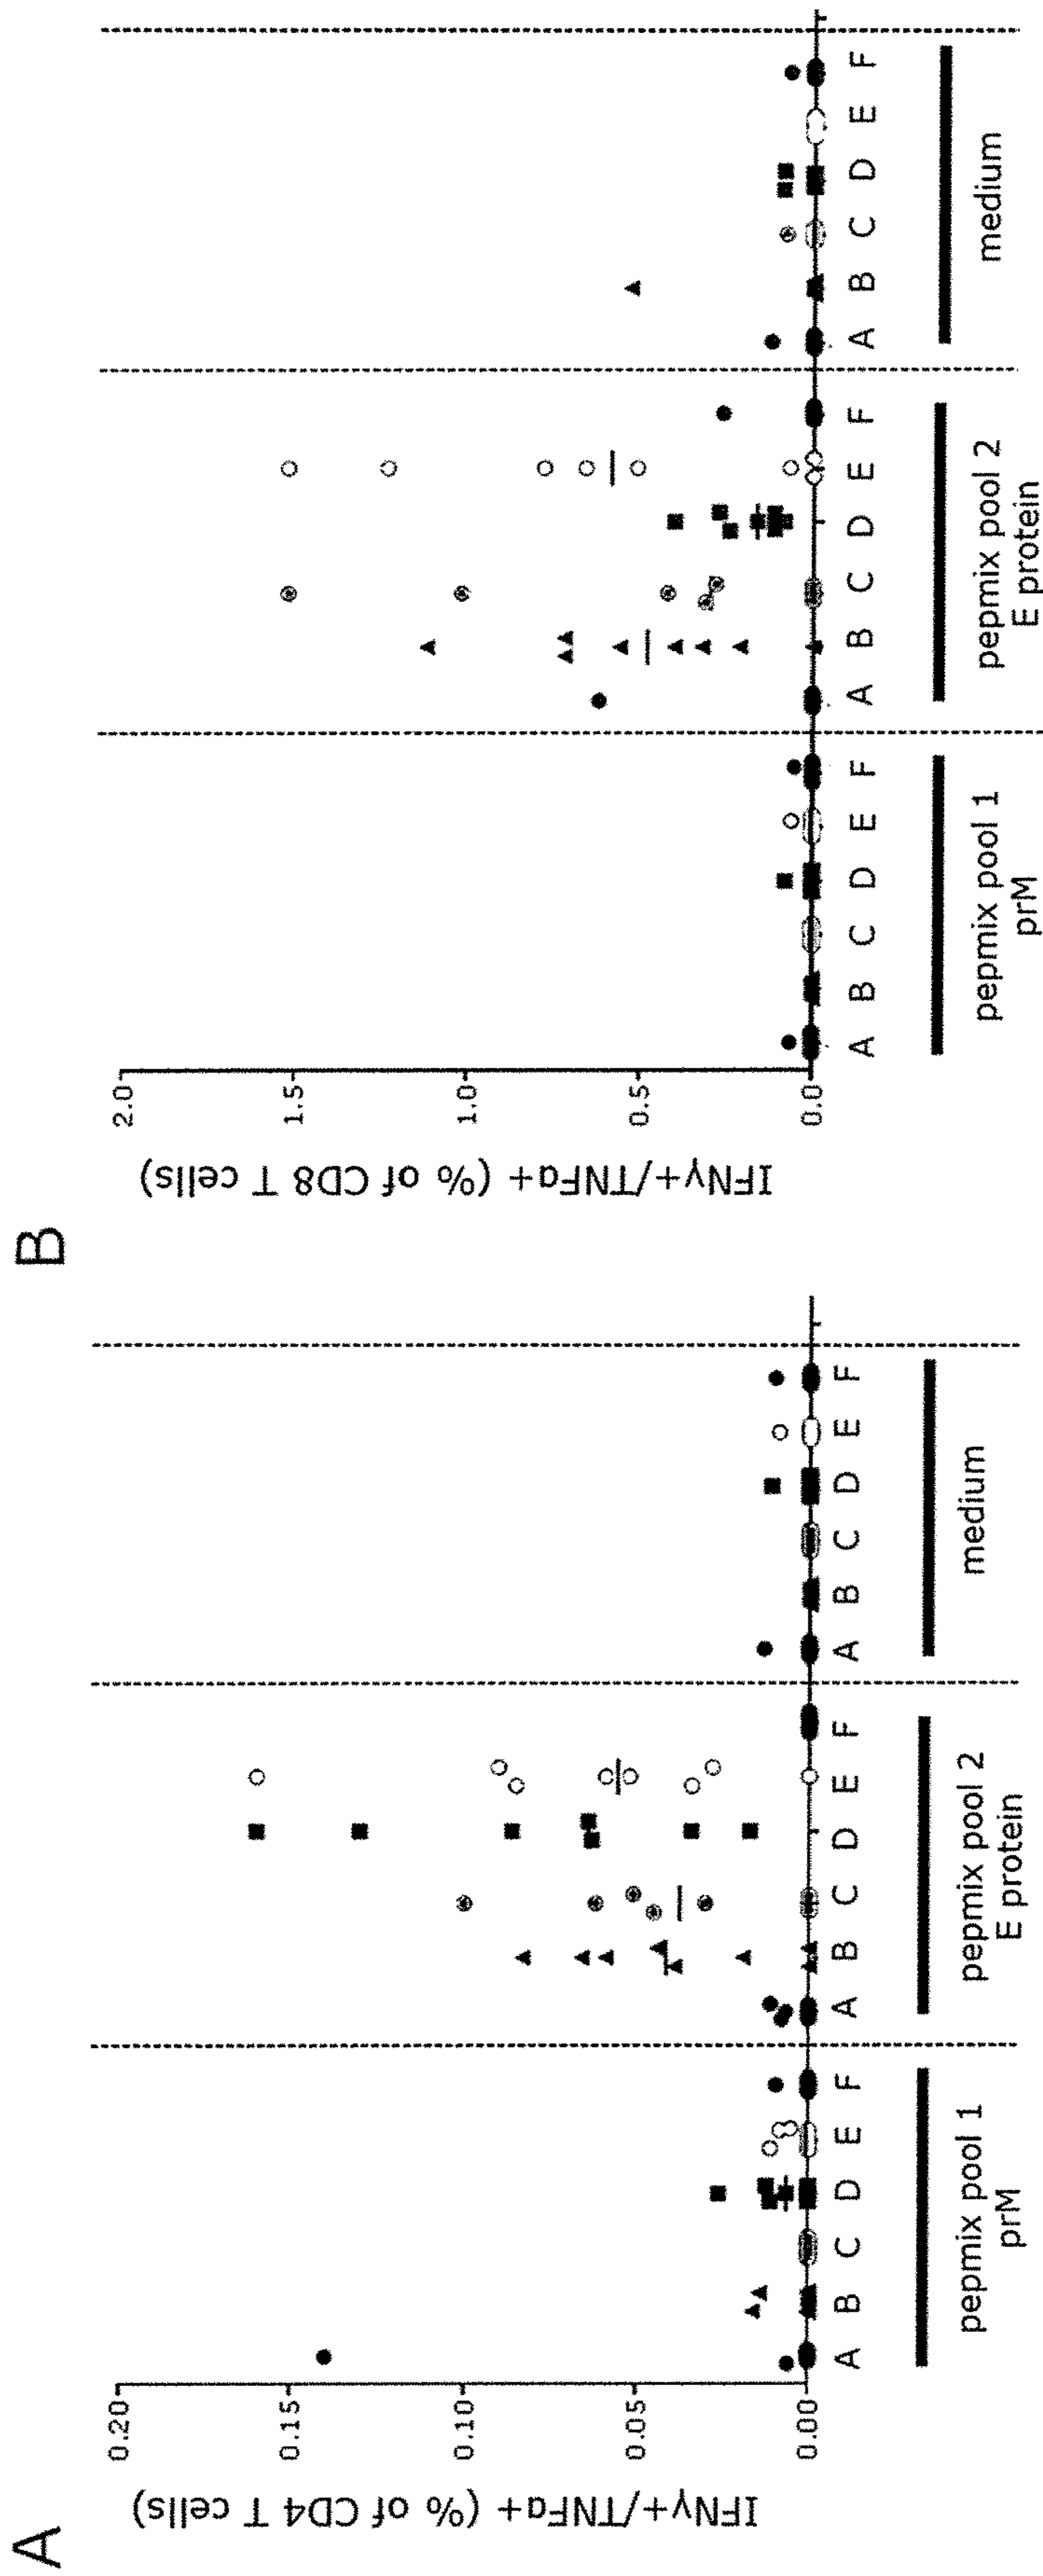 A
IFNγ+/TNFα+ (% of CD4 T cells)
0.20
0.15
0.10
0.05
0.00
A B C D E F A B C D E F A B C D E F
pepmix pool 1
prM
pepmix pool 2
E protein
medium
B
IFNγ+/TNFα+ (% of CD8 T cells)
2.0
1.5
1.0
0.5
0.0
A B C D E F A B C D E F A B C D E F
pepmix pool 1
prM
pepmix pool 2
E protein
medium